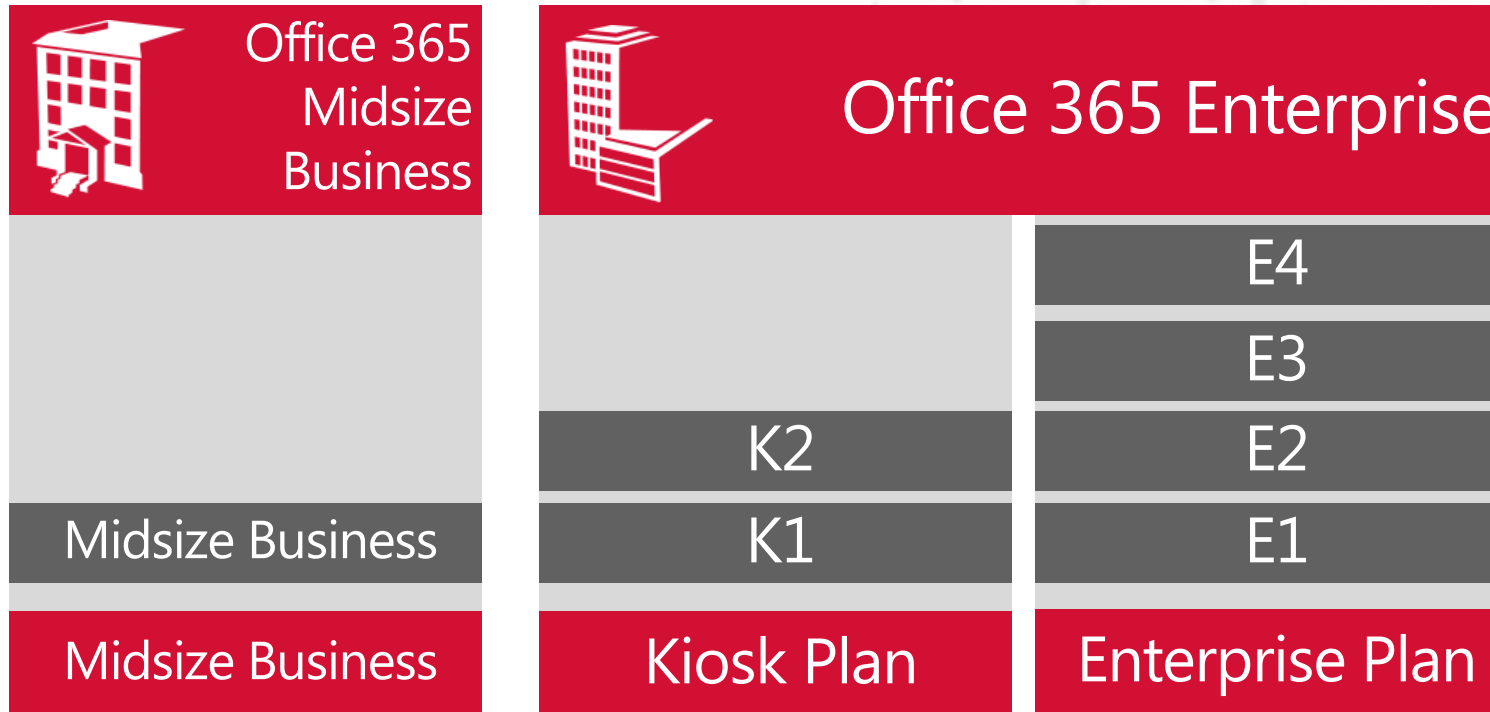 Office 365
Midsize
Business
Midsize Business
Midsize Business
Office 365 Enterprise
K2
K1
Kiosk Plan
E4
E3
E2
E1
Enterprise Plan